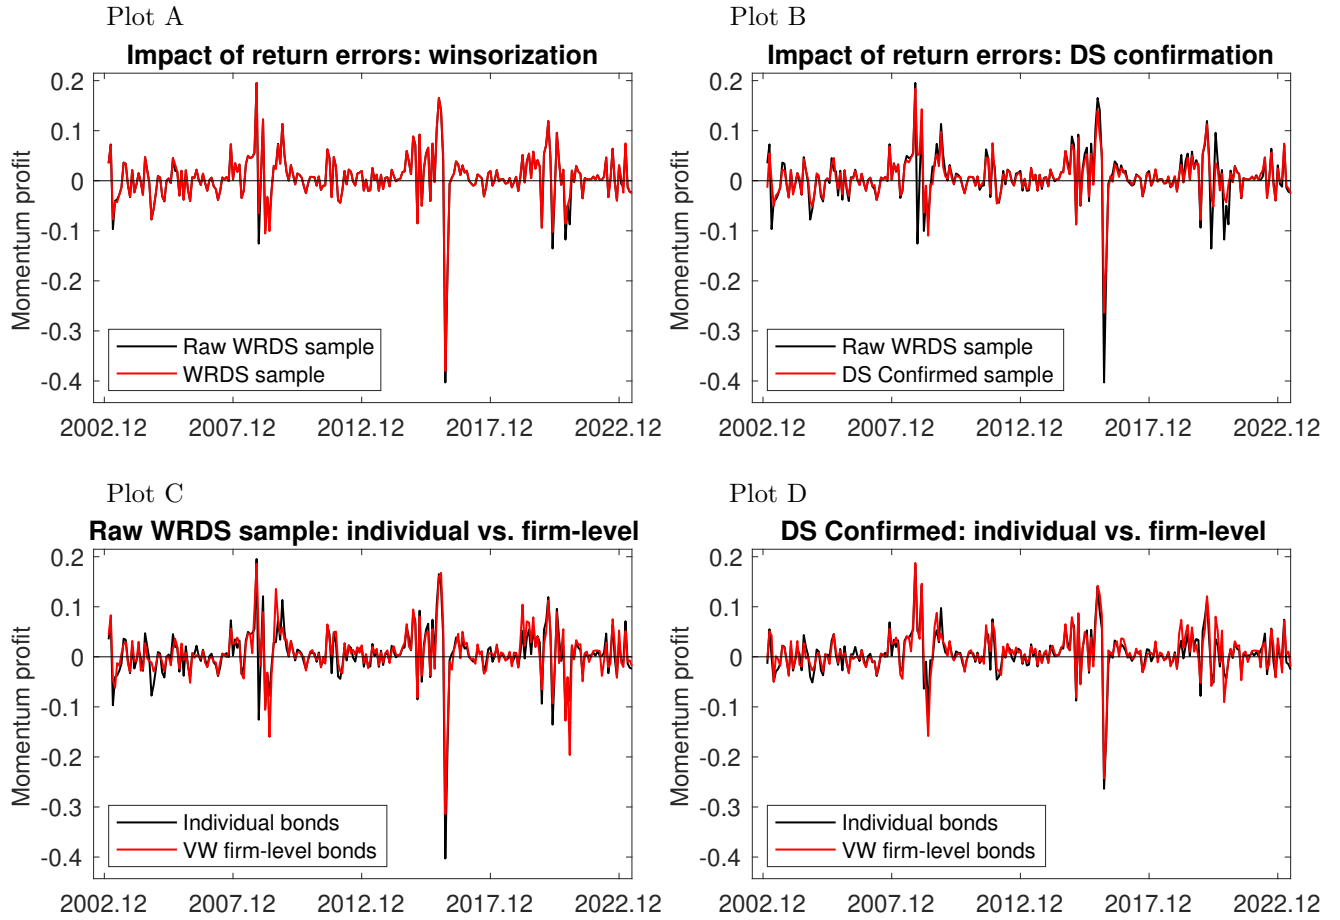 Plot A
Impact of return errors: winsorization
Momentum profit
0.2
0.1
0
-0.1
-0.2
-0.3
-0.4
Raw WRDS sample
WRDS sample
2002.12 2007.12 2012.12 2017.12 2022.12
Plot B
Impact of return errors: DS confirmation
Momentum profit
0.2
0.1
0
-0.1
-0.2
-0.3
-0.4
Raw WRDS sample
DS Confirmed sample
2002.12 2007.12 2012.12 2017.12 2022.12
Plot C
Raw WRDS sample: individual vs. firm-level
Momentum profit
0.2
0.1
0
-0.1
-0.2
-0.3
-0.4
Individual bonds
VW firm-level bonds
2002.12 2007.12 2012.12 2017.12 2022.12
Plot D
DS Confirmed: individual vs. firm-level
Momentum profit
0.2
0.1
0
-0.1
-0.2
-0.3
-0.4
Individual bonds
VW firm-level bonds
2002.12 2007.12 2012.12 2017.12 2022.12